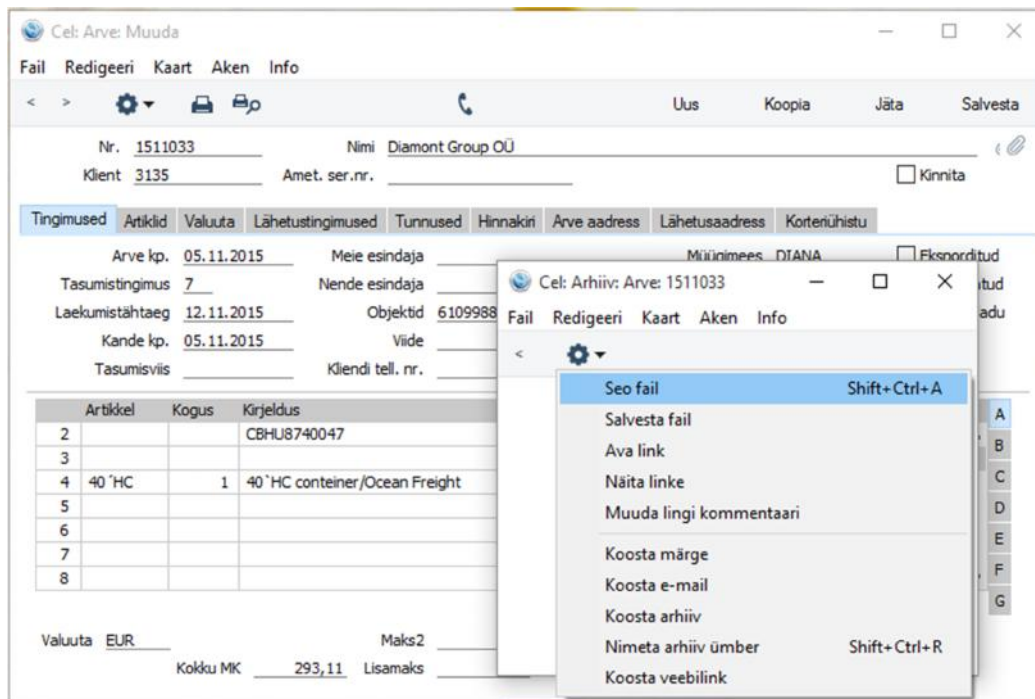 Cel: Arve: Muuda
Fail Redigeeri Kaart Aken Info
< > Uus Koopia Jäta Salvesta
Nr. 1511033 Nimi Diamont Group OÜ
Klient 3135 Amet. ser.nr. Kinnita
Tingimused Artiklid Valuuta Lähetustingimused Tunnused Hinnakiri Arve aadress Lähetusaadress Korteriühistu
Arve kp. 05.11.2015 Meie esindaja Müügimees DIANA Eksporditud
Tasumistingimus 7 Nende esindaja
Laekumistähtaeg 12.11.2015 Objektid 6109988
Kande kp. 05.11.2015 Viide
Tasumisviis Kliendi tell. nr.
Artikkel Kogus Kirjeldus
2 CBHU8740047
3
4 40´HC 1 40`HC conteiner/Ocean Freight
5
6
7
8
A
B
C
D
E
F
G
Valuuta EUR Maks2
Kokku MK 293,11 Lisamaks
Cel: Arhiiv: Arve: 1511033
Fail Redigeeri Kaart Aken Info
<
Seo fail Shift+Ctrl+A
Salvesta fail
Ava link
Näita linke
Muuda lingi kommentaari
Koosta märge
Koosta e-mail
Koosta arhiiv
Nimeta arhiiv ümber Shift+Ctrl+R
Koosta veebilink